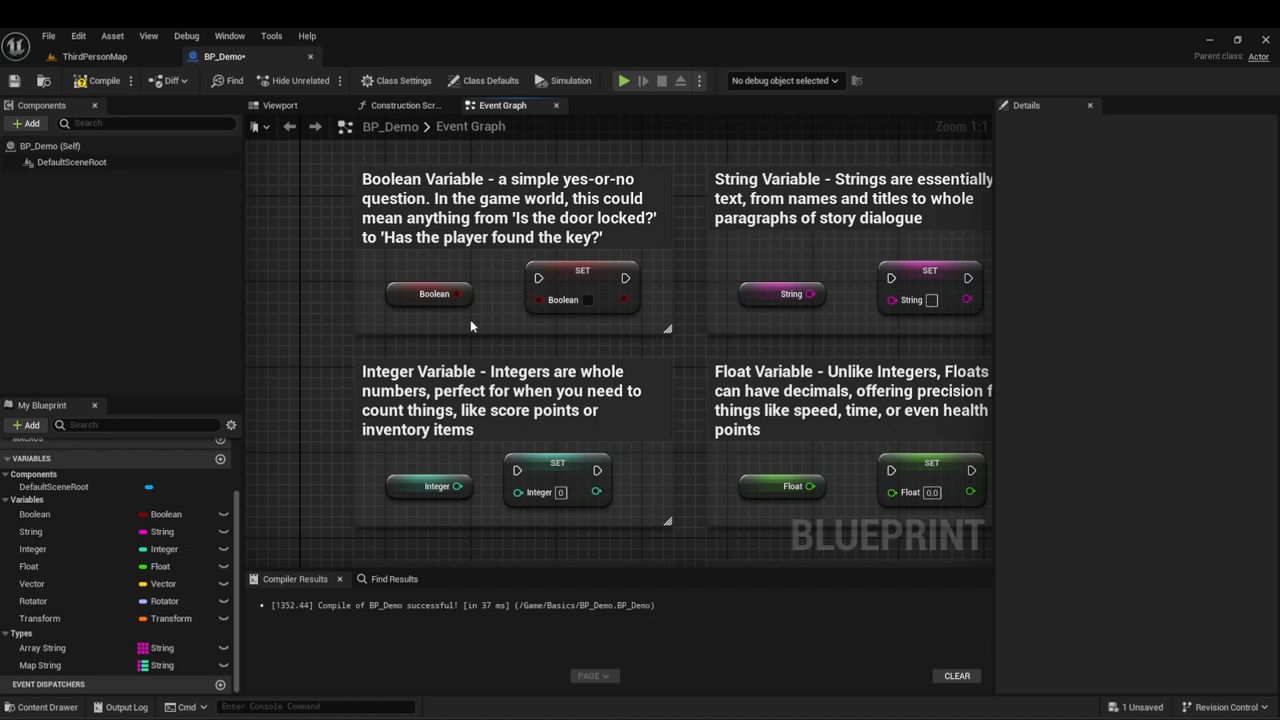 File Edit Asset View Debug Window Tools Help
ThirdPersonMap BP_Demo• Parent class: Actor
Compile Diff Find Hide Unrelated Class Settings Class Defaults Simulation No debug object selected
Components Viewport Construction Scr... Event Graph Details
Add Search BP_Demo > Event Graph Zoom 1:1
BP_Demo (Self)
DefaultSceneRoot
Boolean Variable - a simple yes-or-no
question. In the game world, this could
mean anything from 'Is the door locked?'
to 'Has the player found the key?'
Boolean
SET
Boolean
String Variable - Strings are essentially
text, from names and titles to whole
paragraphs of story dialogue
String
SET
String
Integer Variable - Integers are whole
numbers, perfect for when you need to
count things, like score points or
inventory items
Integer
SET
Integer 0
Float Variable - Unlike Integers, Floats
can have decimals, offering precision f
things like speed, time, or even health
points
Float
SET
Float 0.0
BLUEPRINT
My Blueprint
Add Search
MACROS
VARIABLES
Components
DefaultSceneRoot
Variables
Boolean Boolean
String String
Integer Integer
Float Float
Vector Vector
Rotator Rotator
Transform Transform
Types
Array String String
Map String String
EVENT DISPATCHERS
Compiler Results Find Results
• [1352.44] Compile of BP_Demo successful! [in 37 ms] (/Game/Basics/BP_Demo.BP_Demo)
PAGE CLEAR
Content Drawer Output Log Cmd Enter Console Command 1 Unsaved Revision Control